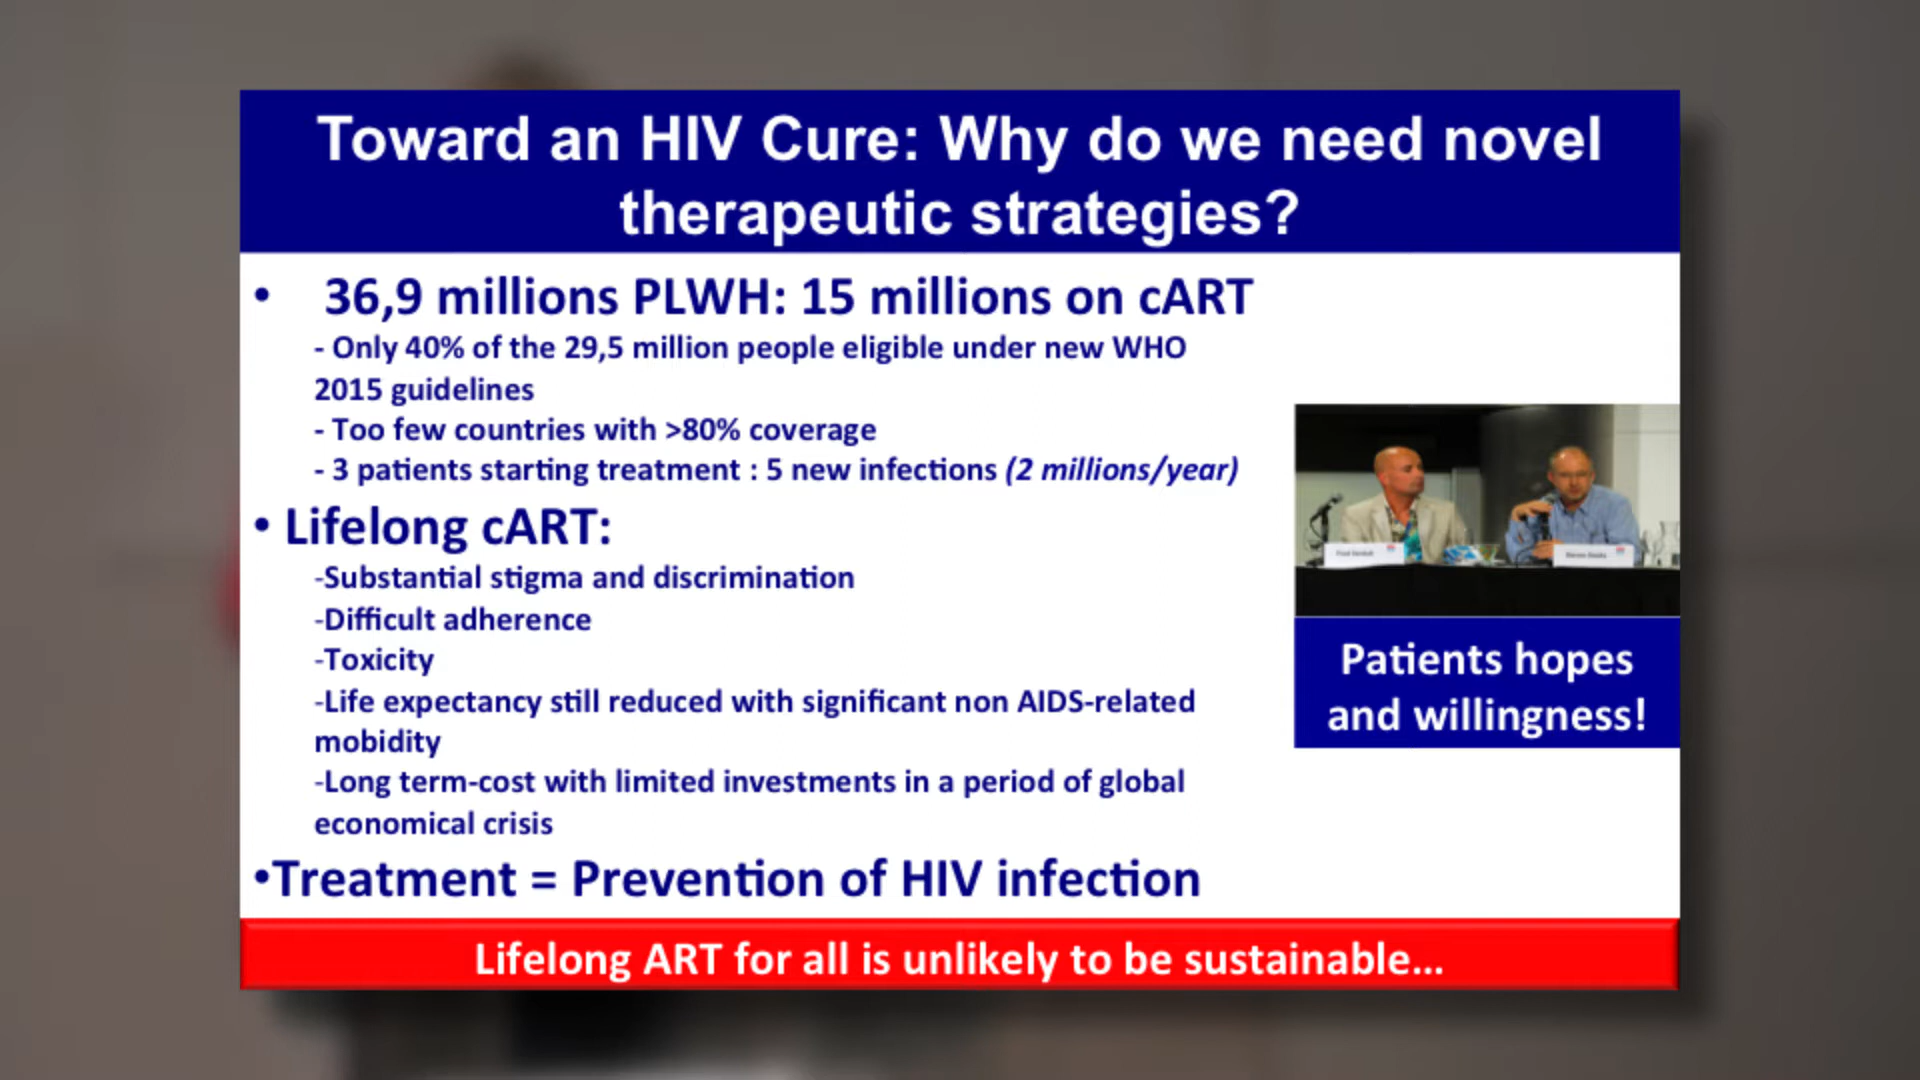 Toward an HIV Cure: Why do we need novel
therapeutic strategies?
• 36,9 millions PLWH: 15 millions on cART
- Only 40% of the 29,5 million people eligible under new WHO
2015 guidelines
- Too few countries with >80% coverage
- 3 patients starting treatment : 5 new infections (2 millions/year)
• Lifelong cART:
-Substantial stigma and discrimination
-Difficult adherence
-Toxicity
-Life expectancy still reduced with significant non AIDS-related
mobidity
-Long term-cost with limited investments in a period of global
economical crisis
•Treatment = Prevention of HIV infection
Patients hopes
and willingness!
Lifelong ART for all is unlikely to be sustainable...